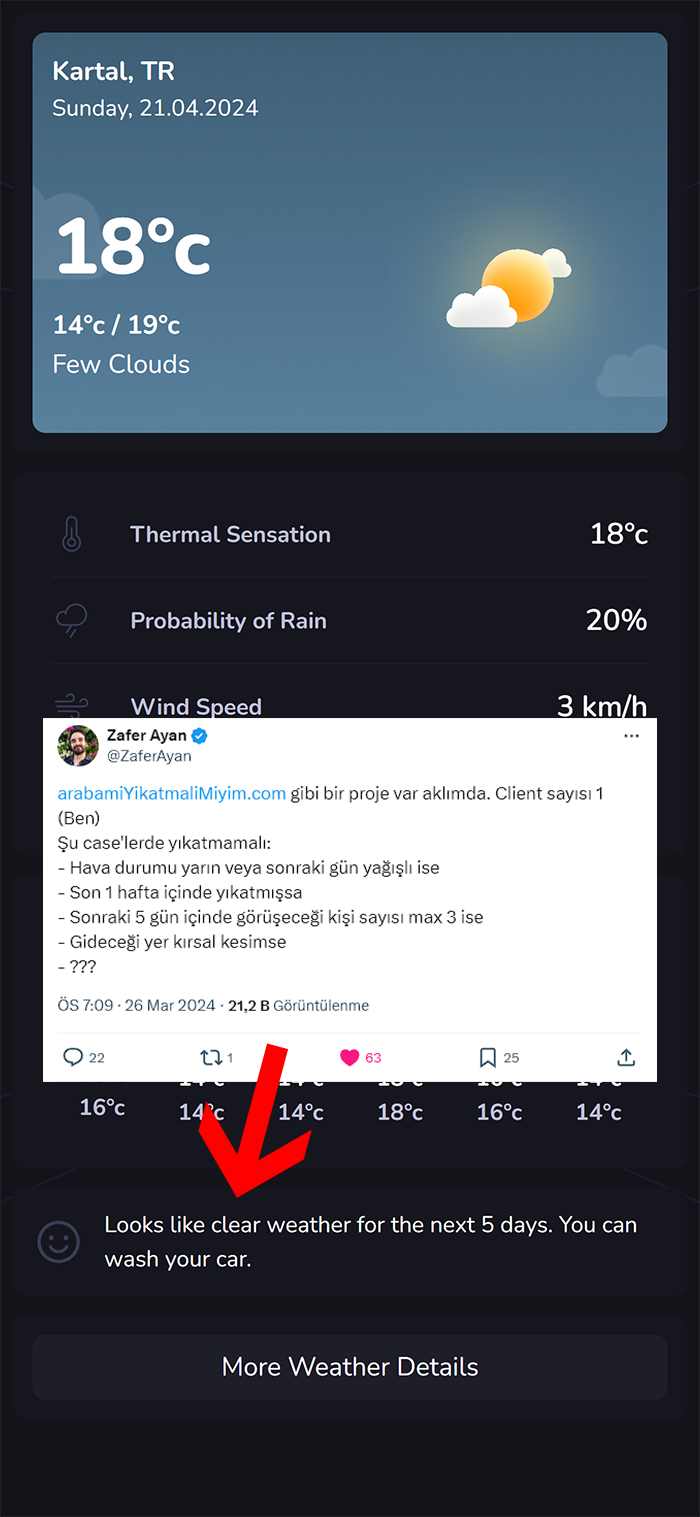 Kartal, TR
Sunday, 21.04.2024
18°c
14°c / 19°c
Few Clouds
Thermal Sensation 18°c
Probability of Rain 20%
Wind Speed 3 km/h
Zafer Ayan
@ZaferAyan
arabamiYikatmaliMiyim.com gibi bir proje var aklımda. Client sayısı 1
(Ben)
Şu case'lerde yıkatmamalı:
- Hava durumu yarın veya sonraki gün yağışlı ise
- Son 1 hafta içinde yıkatmışsa
- Sonraki 5 gün içinde görüşeceği kişi sayısı max 3 ise
- Gideceği yer kırsal kesimse
- ???
ÖS 7:09 · 26 Mar 2024 · 21,2 B Görüntülenme
22 1 63 25
16°c 14°c 14°c 18°c 16°c 14°c
Looks like clear weather for the next 5 days. You can
wash your car.
More Weather Details